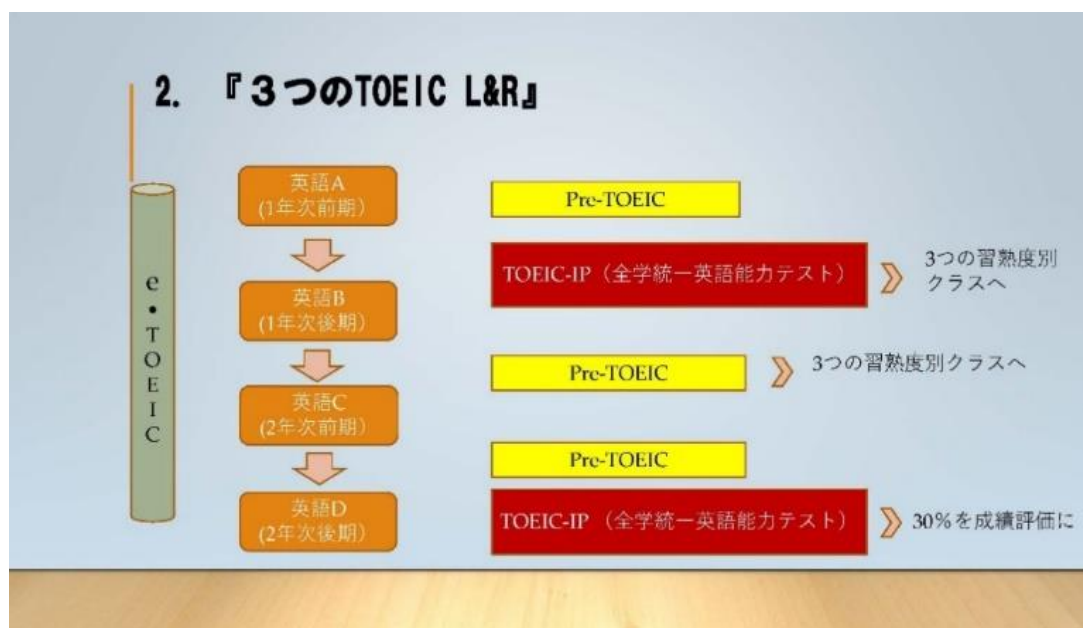 2. 『3つのTOEIC L&R』
e・TOEIC
英語A
(1年次前期)
英語B
(1年次後期)
英語C
(2年次前期)
英語D
(2年次後期)
Pre-TOEIC
TOEIC-IP（全学統一英語能力テスト）
3つの習熟度別
クラスへ
Pre-TOEIC
3つの習熟度別クラスへ
Pre-TOEIC
TOEIC-IP（全学統一英語能力テスト）
30%を成績評価に